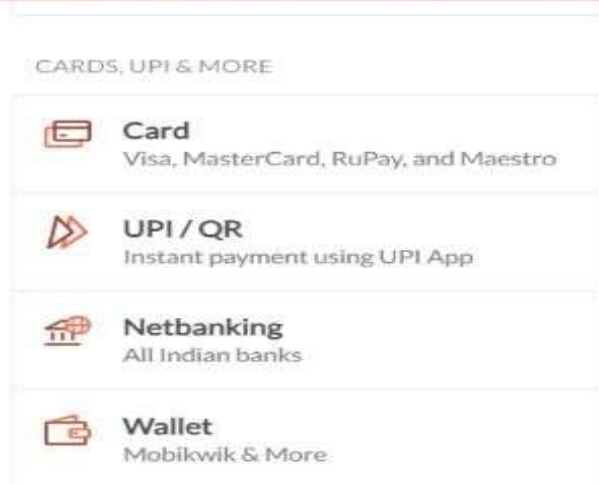 CARDS, UPI & MORE
Card
Visa, MasterCard, RuPay, and Maestro
UPI / QR
Instant payment using UPI App
Netbanking
All Indian banks
Wallet
Mobikwik & More